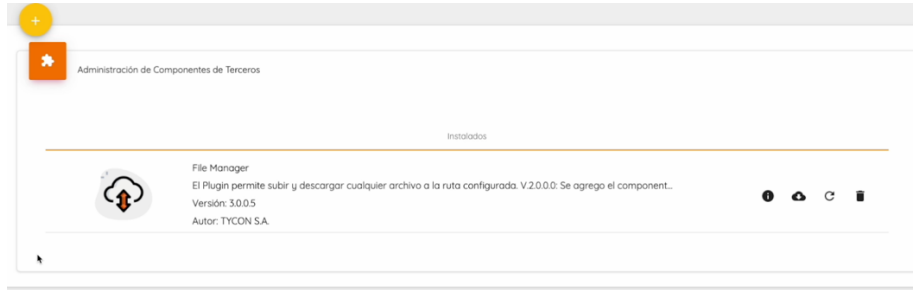 +
Administración de Componentes de Terceros
Instalados
File Manager
El Plugin permite subir y descargar cualquier archivo a la ruta configurada. V.2.0.0.0: Se agrego el component...
Versión: 3.0.0.5
Autor: TYCON S.A.